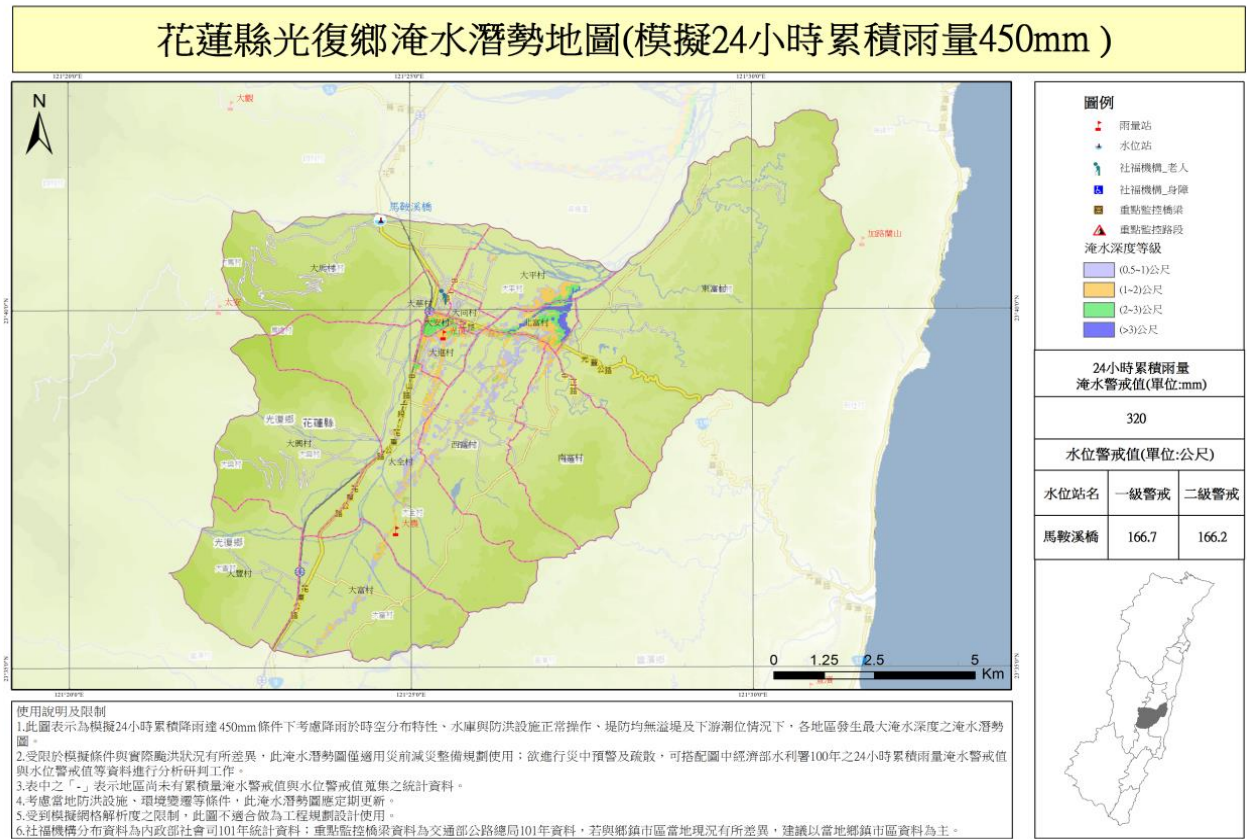 花蓮縣光復鄉淹水潛勢地圖(模擬24小時累積雨量450mm )
121°20'0"E
121°25'0"E
121°30'0"E
N
大觀
馬鞍溪橋
加路蘭山
大馬村
大平村
大安
大華村
大同村
東富村
北富村
大進村
光復鄉
花蓮縣
大興村
西富村
南富村
大全村
大農
光復鄉
大豐村
大富村
0 1.25 2.5 5
Km
121°20'0"E
121°25'0"E
121°30'0"E
圖例
雨量站
水位站
社福機構_老人
社福機構_身障
重點監控橋梁
重點監控路段
淹水深度等級
(0.5~1)公尺
(1~2)公尺
(2~3)公尺
(>3)公尺
24小時累積雨量
淹水警戒值(單位:mm)
320
水位警戒值(單位:公尺)
水位站名 一級警戒 二級警戒
馬鞍溪橋 166.7 166.2
使用說明及限制
1.此圖表示為模擬24小時累積降雨達450mm條件下考慮降雨於時空分布特性、水庫與防洪設施正常操作、堤防均無溢堤及下游潮位情況下，各地區發生最大淹水深度之淹水潛勢
圖。
2.受限於模擬條件與實際颱洪狀況有所差異，此淹水潛勢圖僅適用災前減災整備規劃使用；欲進行災中預警及疏散，可搭配圖中經濟部水利署100年之24小時累積雨量淹水警戒值
與水位警戒值等資料進行分析研判工作。
3.表中之「-」表示地區尚未有累積量淹水警戒值與水位警戒值蒐集之統計資料。
4.考慮當地防洪設施、環境變遷等條件，此淹水潛勢圖應定期更新。
5.受到模擬網格解析度之限制，此圖不適合做為工程規劃設計使用。
6.社福機構分布資料為內政部社會司101年統計資料；重點監控橋梁資料為交通部公路總局101年資料，若與鄉鎮市區當地現況有所差異，建議以當地鄉鎮市區資料為主。